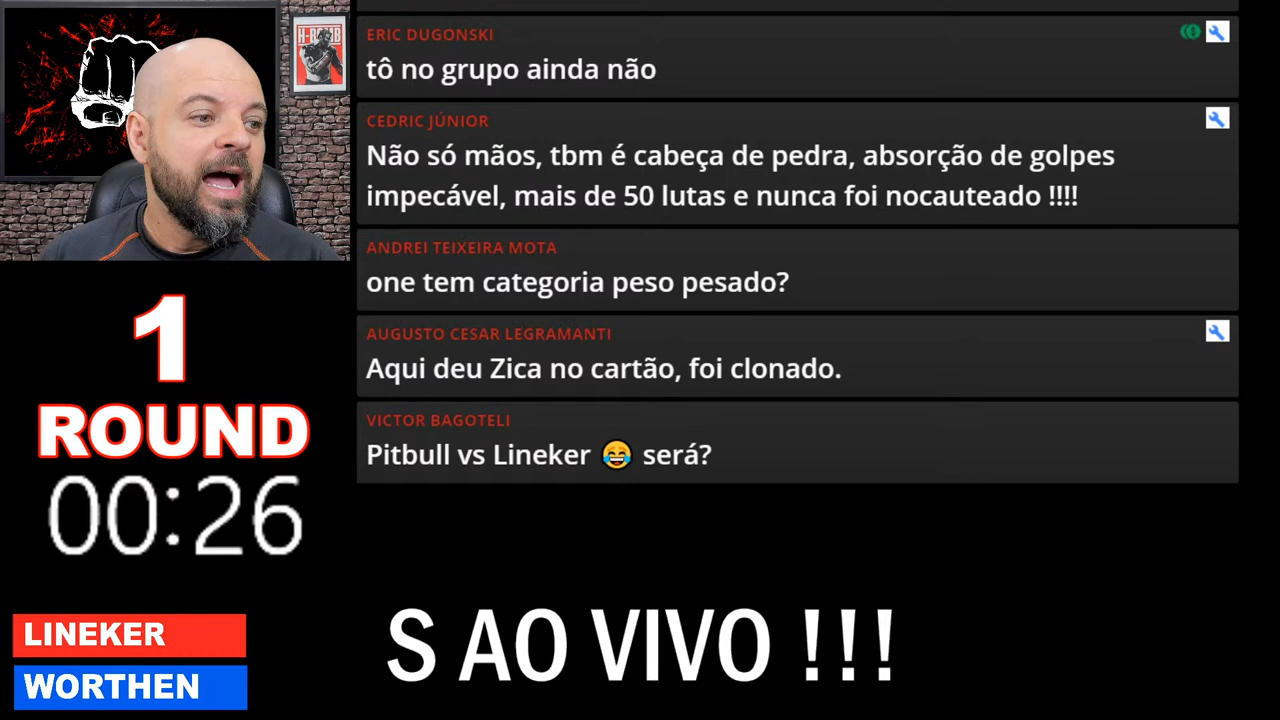 H-BOMB
ERIC DUGONSKI
tô no grupo ainda não
CEDRIC JÚNIOR
Não só mãos, tbm é cabeça de pedra, absorção de golpes
impecável, mais de 50 lutas e nunca foi nocauteado !!!!
ANDREI TEIXEIRA MOTA
one tem categoria peso pesado?
AUGUSTO CESAR LEGRAMANTI
Aqui deu Zica no cartão, foi clonado.
VICTOR BAGOTELI
Pitbull vs Lineker 😂 será?
1
ROUND
00:26
LINEKER
WORTHEN
S AO VIVO !!!